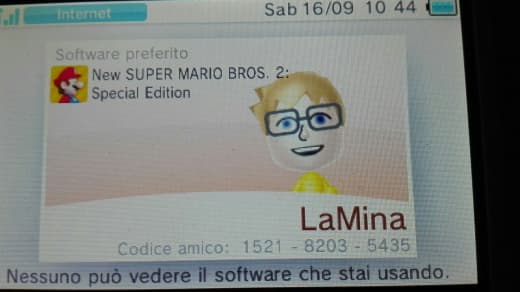 Internet
Sab 16/09 10 44
Software preferito
New SUPER MARIO BROS. 2:
Special Edition
LaMina
Codice amico: 1521 - 8203 - 5435
Nessuno può vedere il software che stai usando.